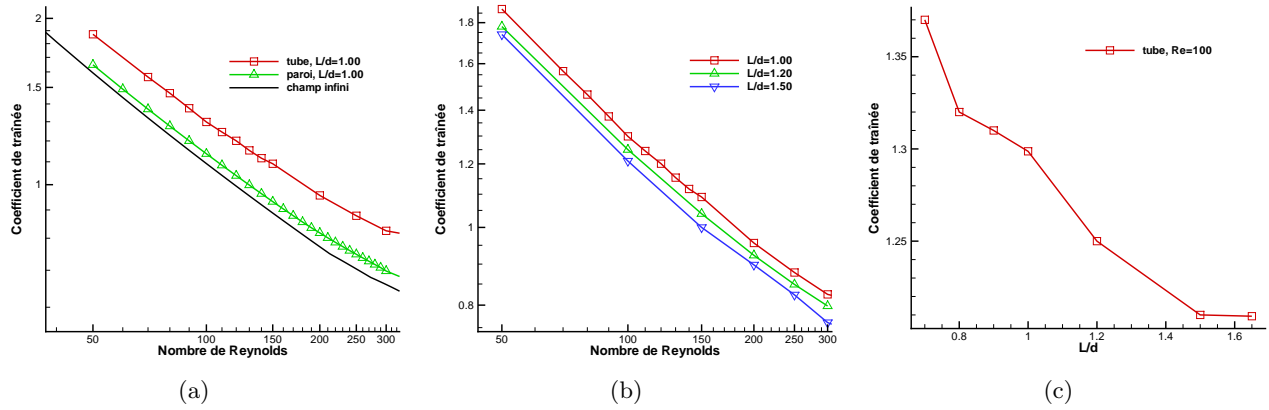 2
1.5
1
Coefficient de traînée
50
100
150
200
250
300
Nombre de Reynolds
tube, L/d=1.00
paroi, L/d=1.00
champ infini
(a)
1.8
1.6
1.4
1.2
1
0.8
Coefficient de traînée
50
100
150
200
250
300
Nombre de Reynolds
L/d=1.00
L/d=1.20
L/d=1.50
(b)
1.35
1.3
1.25
Coefficient de traînée
0.8
1
1.2
1.4
1.6
L/d
tube, Re=100
(c)